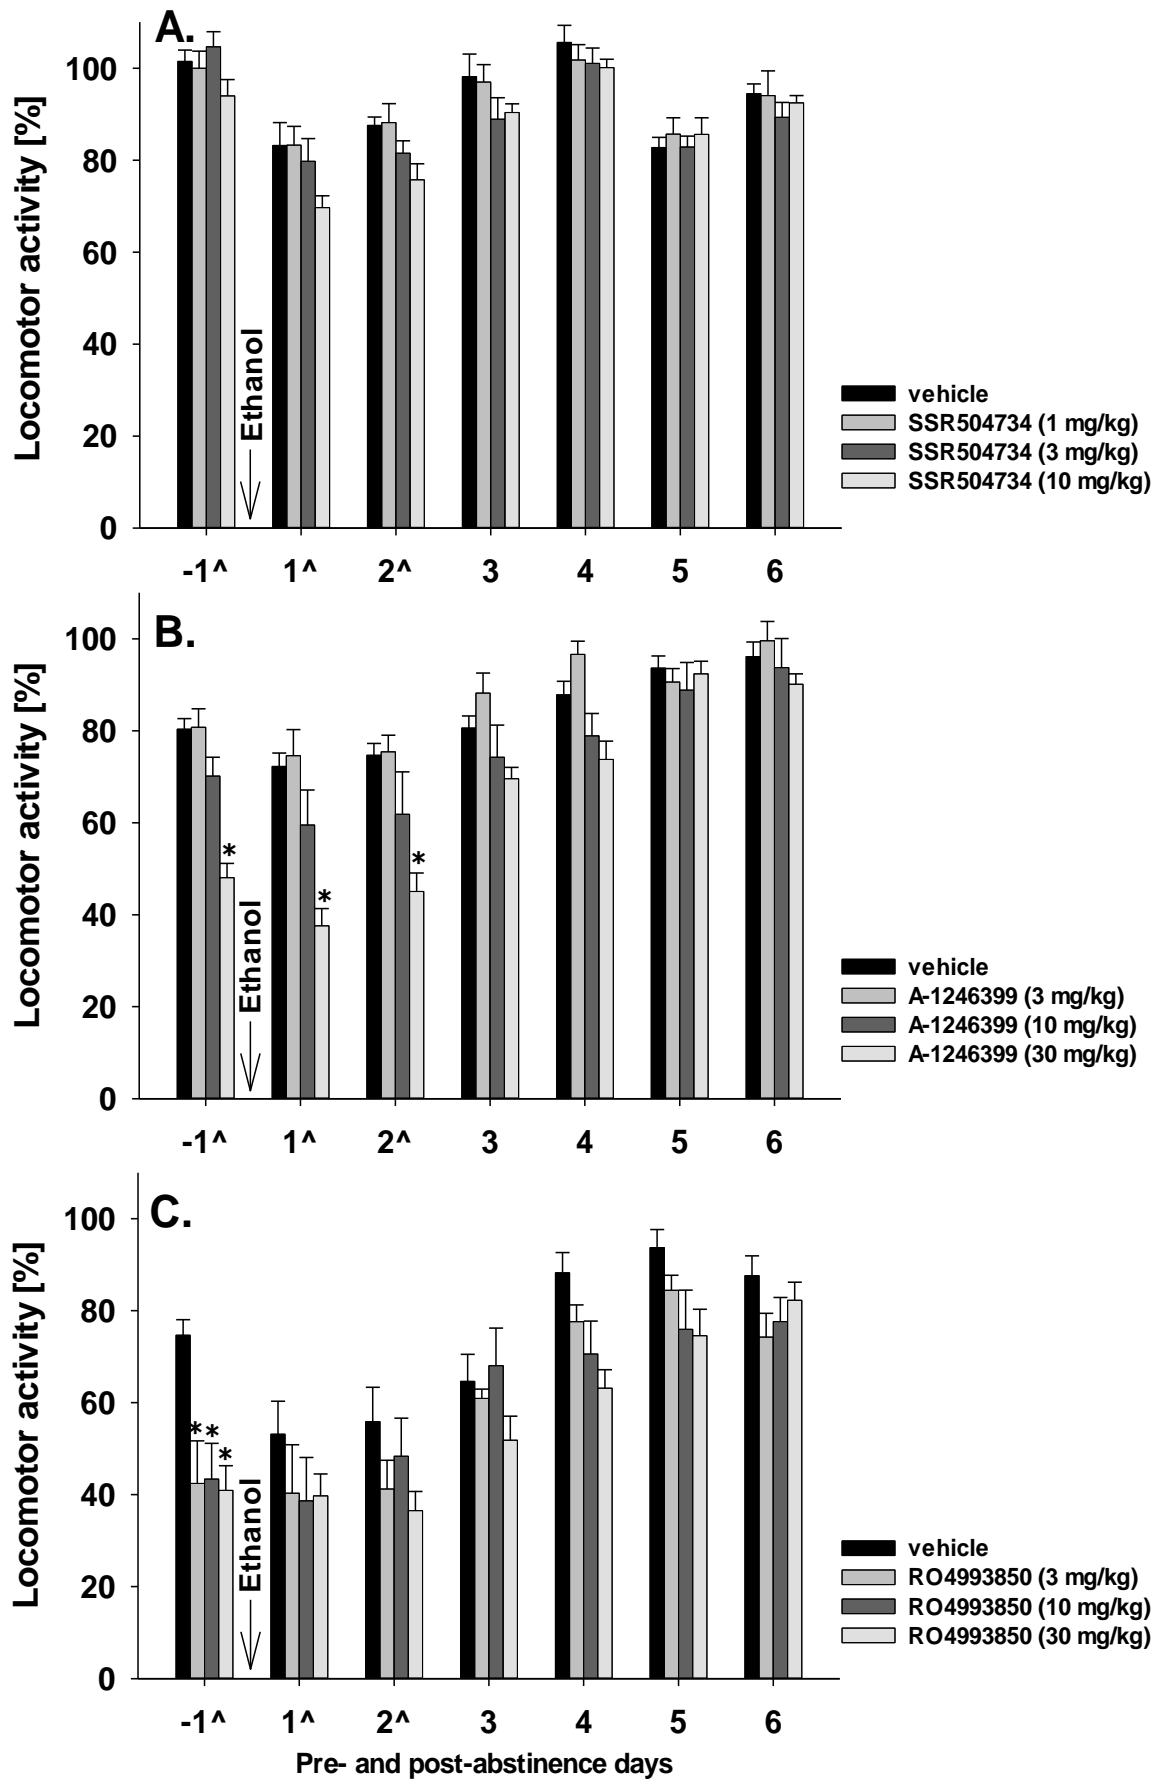 A.
Locomotor activity [%]
100
80
60
40
20
0
Ethanol
-1^ 1^ 2^ 3 4 5 6
vehicle
SSR504734 (1 mg/kg)
SSR504734 (3 mg/kg)
SSR504734 (10 mg/kg)
B.
Locomotor activity [%]
100
80
60
40
20
0
* * *
Ethanol
-1^ 1^ 2^ 3 4 5 6
vehicle
A-1246399 (3 mg/kg)
A-1246399 (10 mg/kg)
A-1246399 (30 mg/kg)
C.
Locomotor activity [%]
100
80
60
40
20
0
* * *
Ethanol
-1^ 1^ 2^ 3 4 5 6
vehicle
RO4993850 (3 mg/kg)
RO4993850 (10 mg/kg)
RO4993850 (30 mg/kg)
Pre- and post-abstinence days